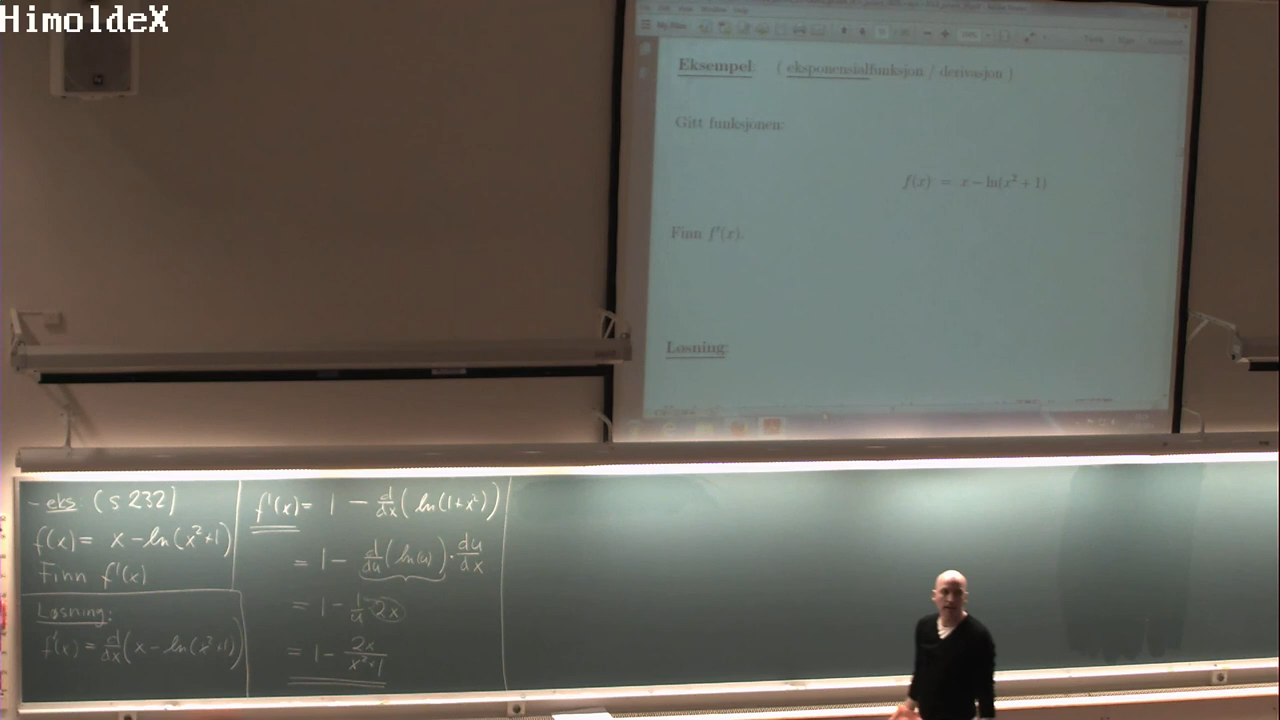 HimoldeX
Eksempel: ( eksponensialfunksjon / derivasjon )
Gitt funksjonen:
f(x) = x − ln(x² + 1)
Finn f′(x).
Løsning:
- eks: (s 232)
f(x) = x − ln(x²+1)
Finn f'(x)
Løsning:
f'(x) = d/dx (x − ln(x²+1))
f'(x) = 1 − d/dx (ln(1+x²))
= 1 − d/du (ln(u)) · du/dx
= 1 − 1/u · 2x
= 1 − 2x/(x²+1)